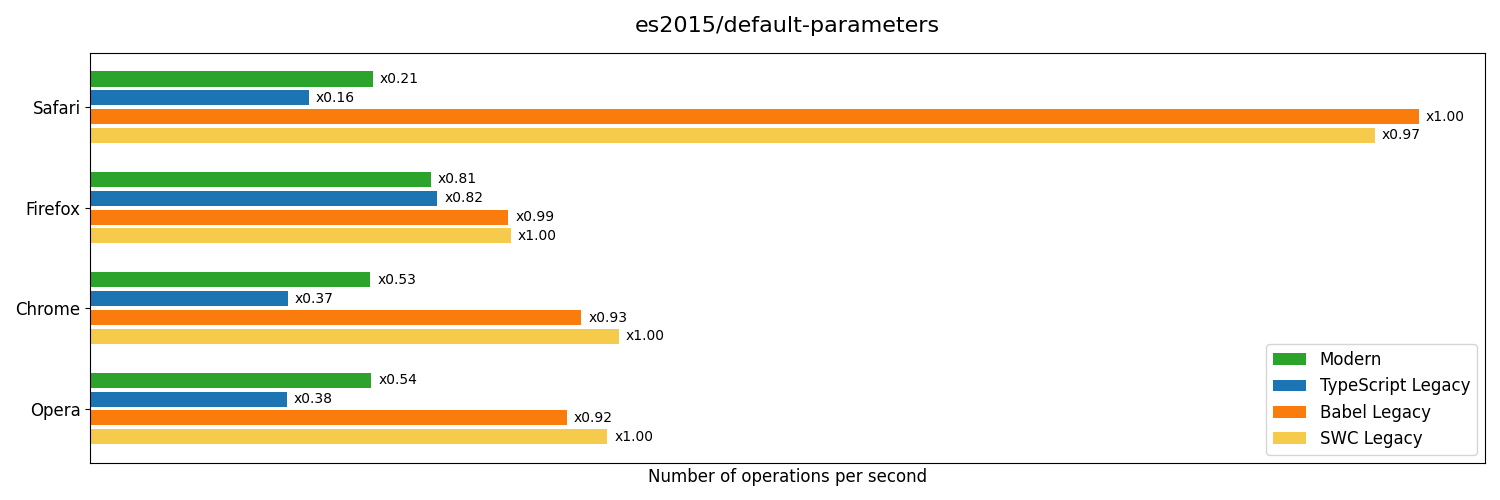 es2015/default-parameters
Safari
x0.21
x0.16
x1.00
x0.97
Firefox
x0.81
x0.82
x0.99
x1.00
Chrome
x0.53
x0.37
x0.93
x1.00
Opera
x0.54
x0.38
x0.92
x1.00
Modern
TypeScript Legacy
Babel Legacy
SWC Legacy
Number of operations per second